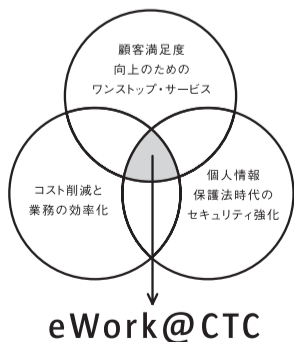 顧客満足度
向上のための
ワンストップ・サービス
コスト削減と
業務の効率化
個人情報
保護法時代の
セキュリティ強化
eWork@CTC